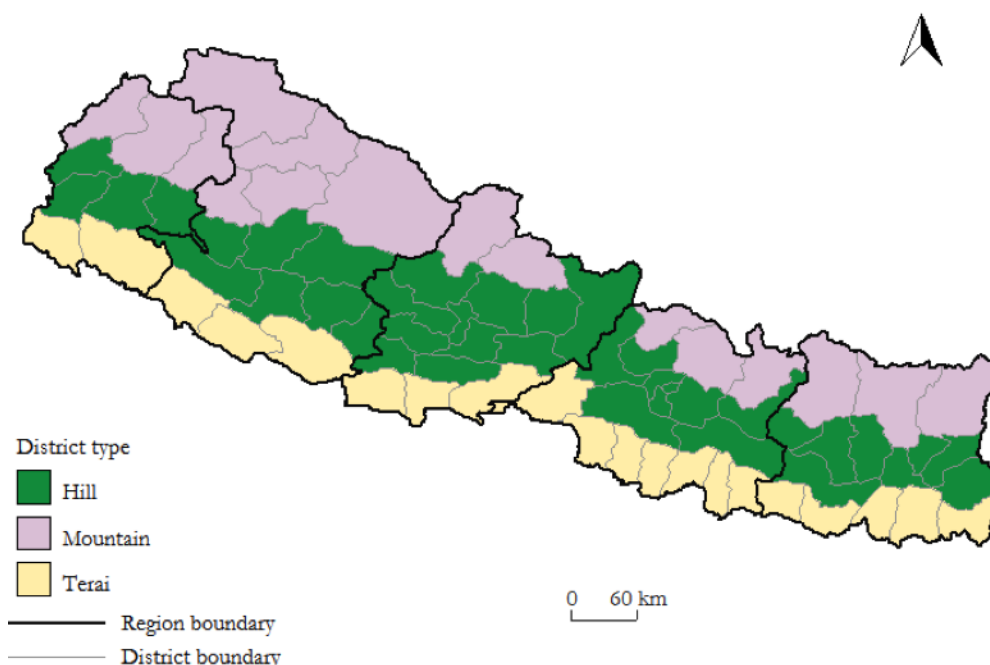 District type
Hill
Mountain
Terai
Region boundary
District boundary
0 60 km